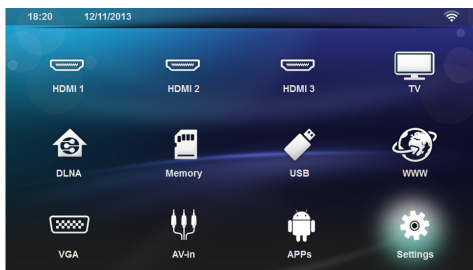 18:20 12/11/2013
HDMI 1 HDMI 2 HDMI 3 TV
DLNA Memory USB WWW
VGA AV-in APPs Settings